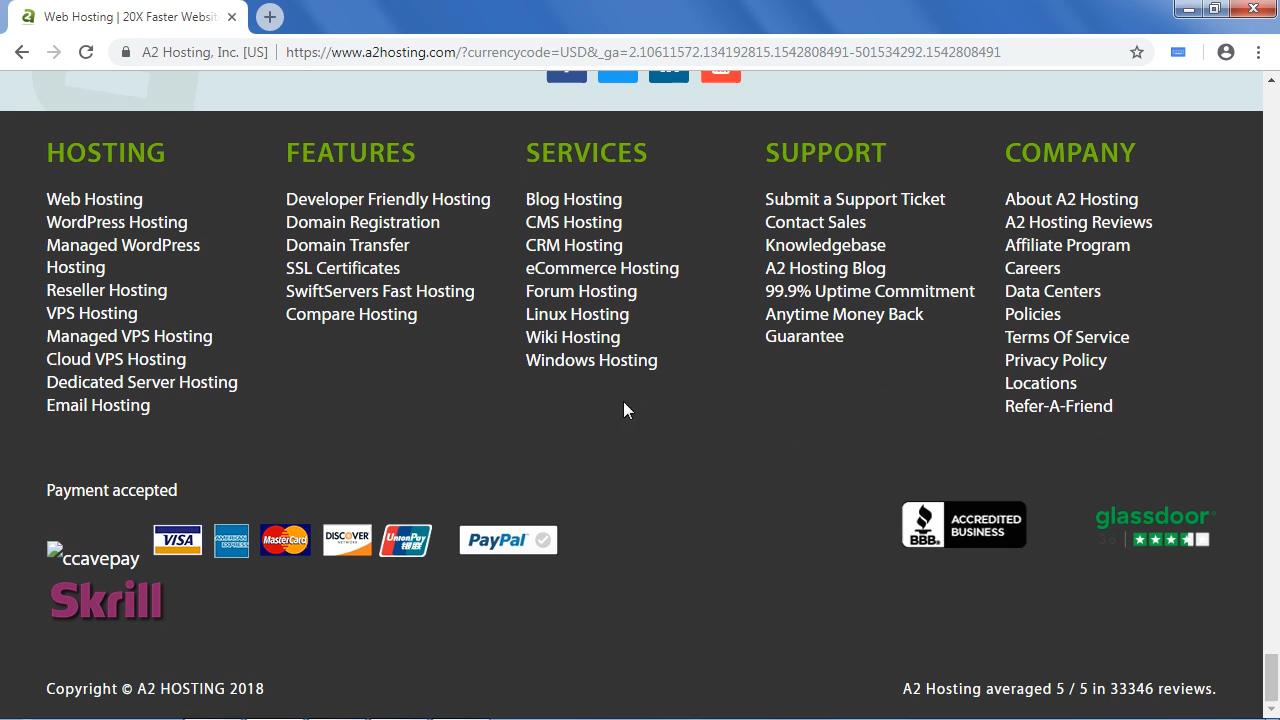 Web Hosting | 20X Faster Websit
A2 Hosting, Inc. [US] https://www.a2hosting.com/?currencycode=USD&_ga=2.10611572.134192815.1542808491-501534292.1542808491
HOSTING
Web Hosting
WordPress Hosting
Managed WordPress
Hosting
Reseller Hosting
VPS Hosting
Managed VPS Hosting
Cloud VPS Hosting
Dedicated Server Hosting
Email Hosting
FEATURES
Developer Friendly Hosting
Domain Registration
Domain Transfer
SSL Certificates
SwiftServers Fast Hosting
Compare Hosting
SERVICES
Blog Hosting
CMS Hosting
CRM Hosting
eCommerce Hosting
Forum Hosting
Linux Hosting
Wiki Hosting
Windows Hosting
SUPPORT
Submit a Support Ticket
Contact Sales
Knowledgebase
A2 Hosting Blog
99.9% Uptime Commitment
Anytime Money Back
Guarantee
COMPANY
About A2 Hosting
A2 Hosting Reviews
Affiliate Program
Careers
Data Centers
Policies
Terms Of Service
Privacy Policy
Locations
Refer-A-Friend
Payment accepted
ccavepay
VISA
AMERICAN EXPRESS
MasterCard
DISCOVER
NETWORK
UnionPay
银联
PayPal
Skrill
BBB.
ACCREDITED
BUSINESS
glassdoor
3.6
Copyright © A2 HOSTING 2018
A2 Hosting averaged 5 / 5 in 33346 reviews.